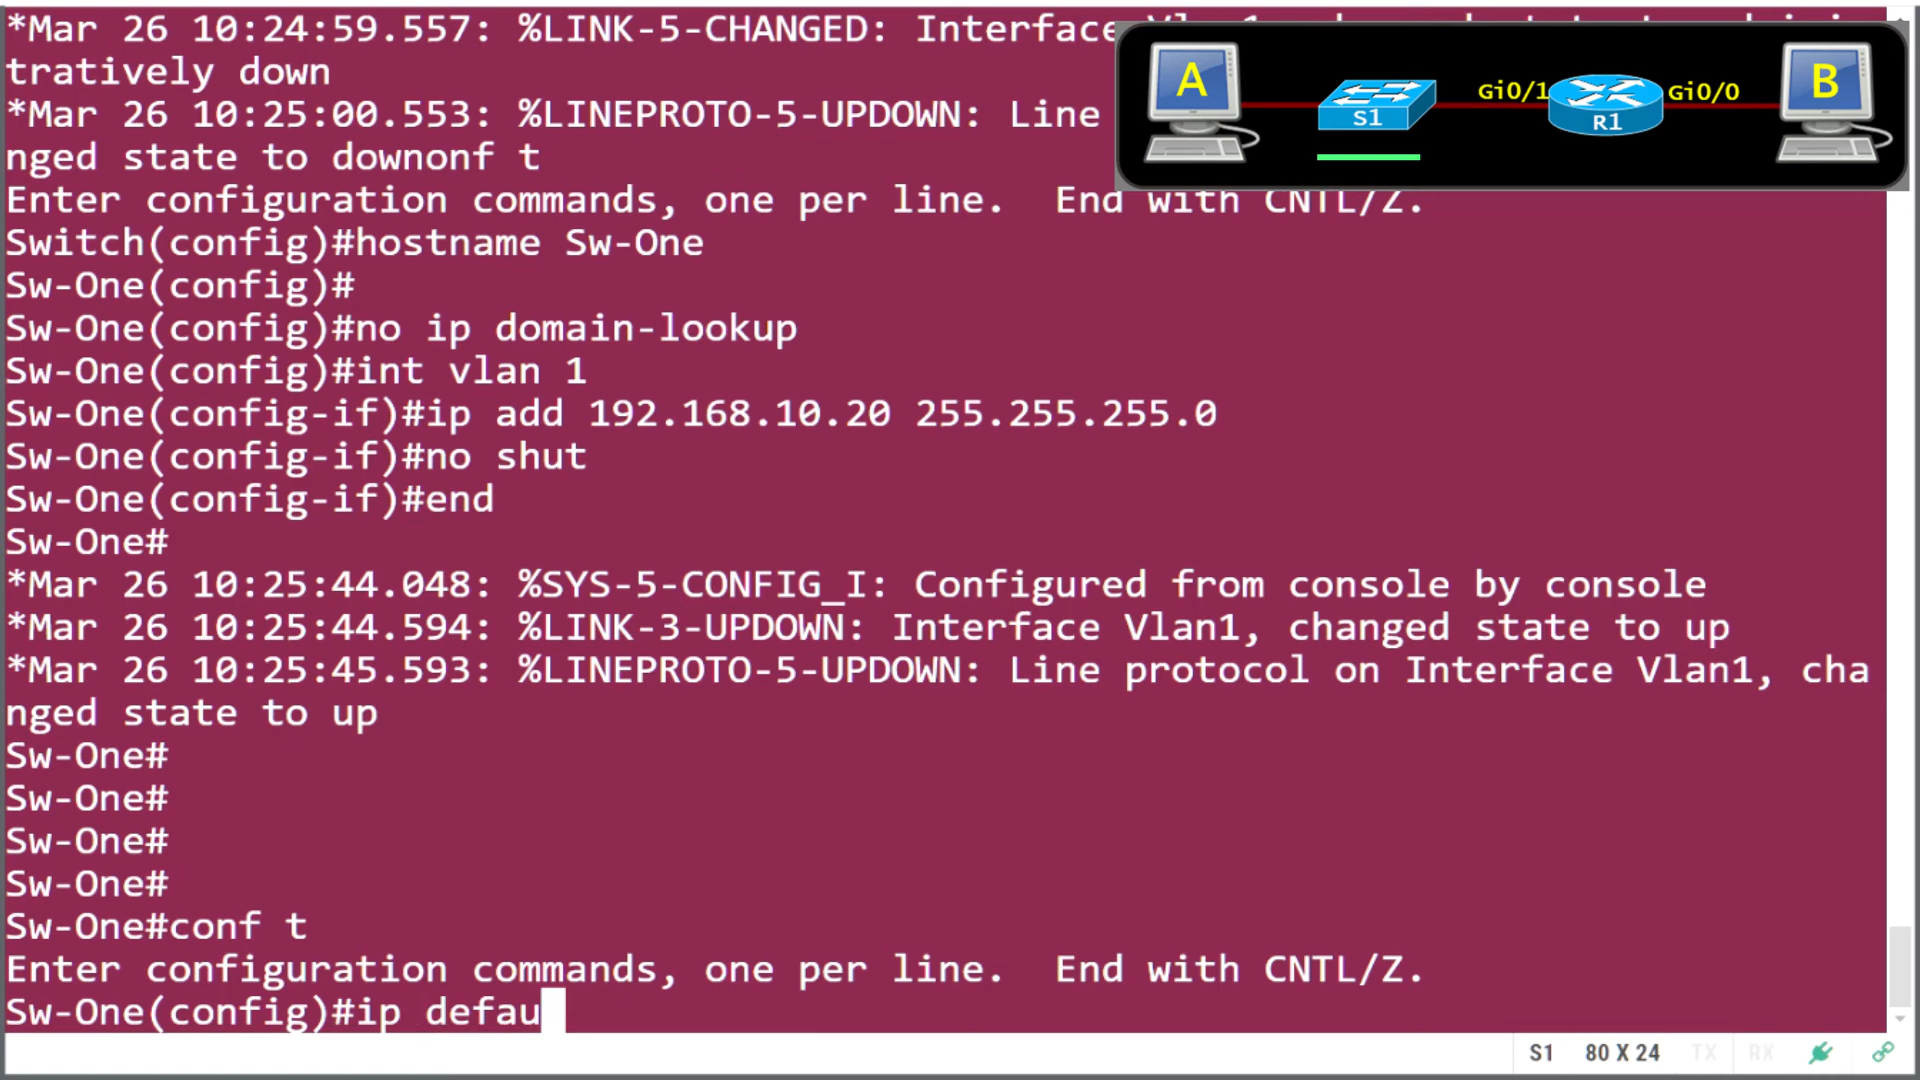 *Mar 26 10:24:59.557: %LINK-5-CHANGED: Interface
tratively down
*Mar 26 10:25:00.553: %LINEPROTO-5-UPDOWN: Line
nged state to downonf t
Enter configuration commands, one per line.  End with CNTL/Z.
Switch(config)#hostname Sw-One
Sw-One(config)#
Sw-One(config)#no ip domain-lookup
Sw-One(config)#int vlan 1
Sw-One(config-if)#ip add 192.168.10.20 255.255.255.0
Sw-One(config-if)#no shut
Sw-One(config-if)#end
Sw-One#
*Mar 26 10:25:44.048: %SYS-5-CONFIG_I: Configured from console by console
*Mar 26 10:25:44.594: %LINK-3-UPDOWN: Interface Vlan1, changed state to up
*Mar 26 10:25:45.593: %LINEPROTO-5-UPDOWN: Line protocol on Interface Vlan1, cha
nged state to up
Sw-One#
Sw-One#
Sw-One#
Sw-One#
Sw-One#conf t
Enter configuration commands, one per line.  End with CNTL/Z.
Sw-One(config)#ip defau
A
S1
Gi0/1
R1
Gi0/0
B
S1 80 X 24 TX RX